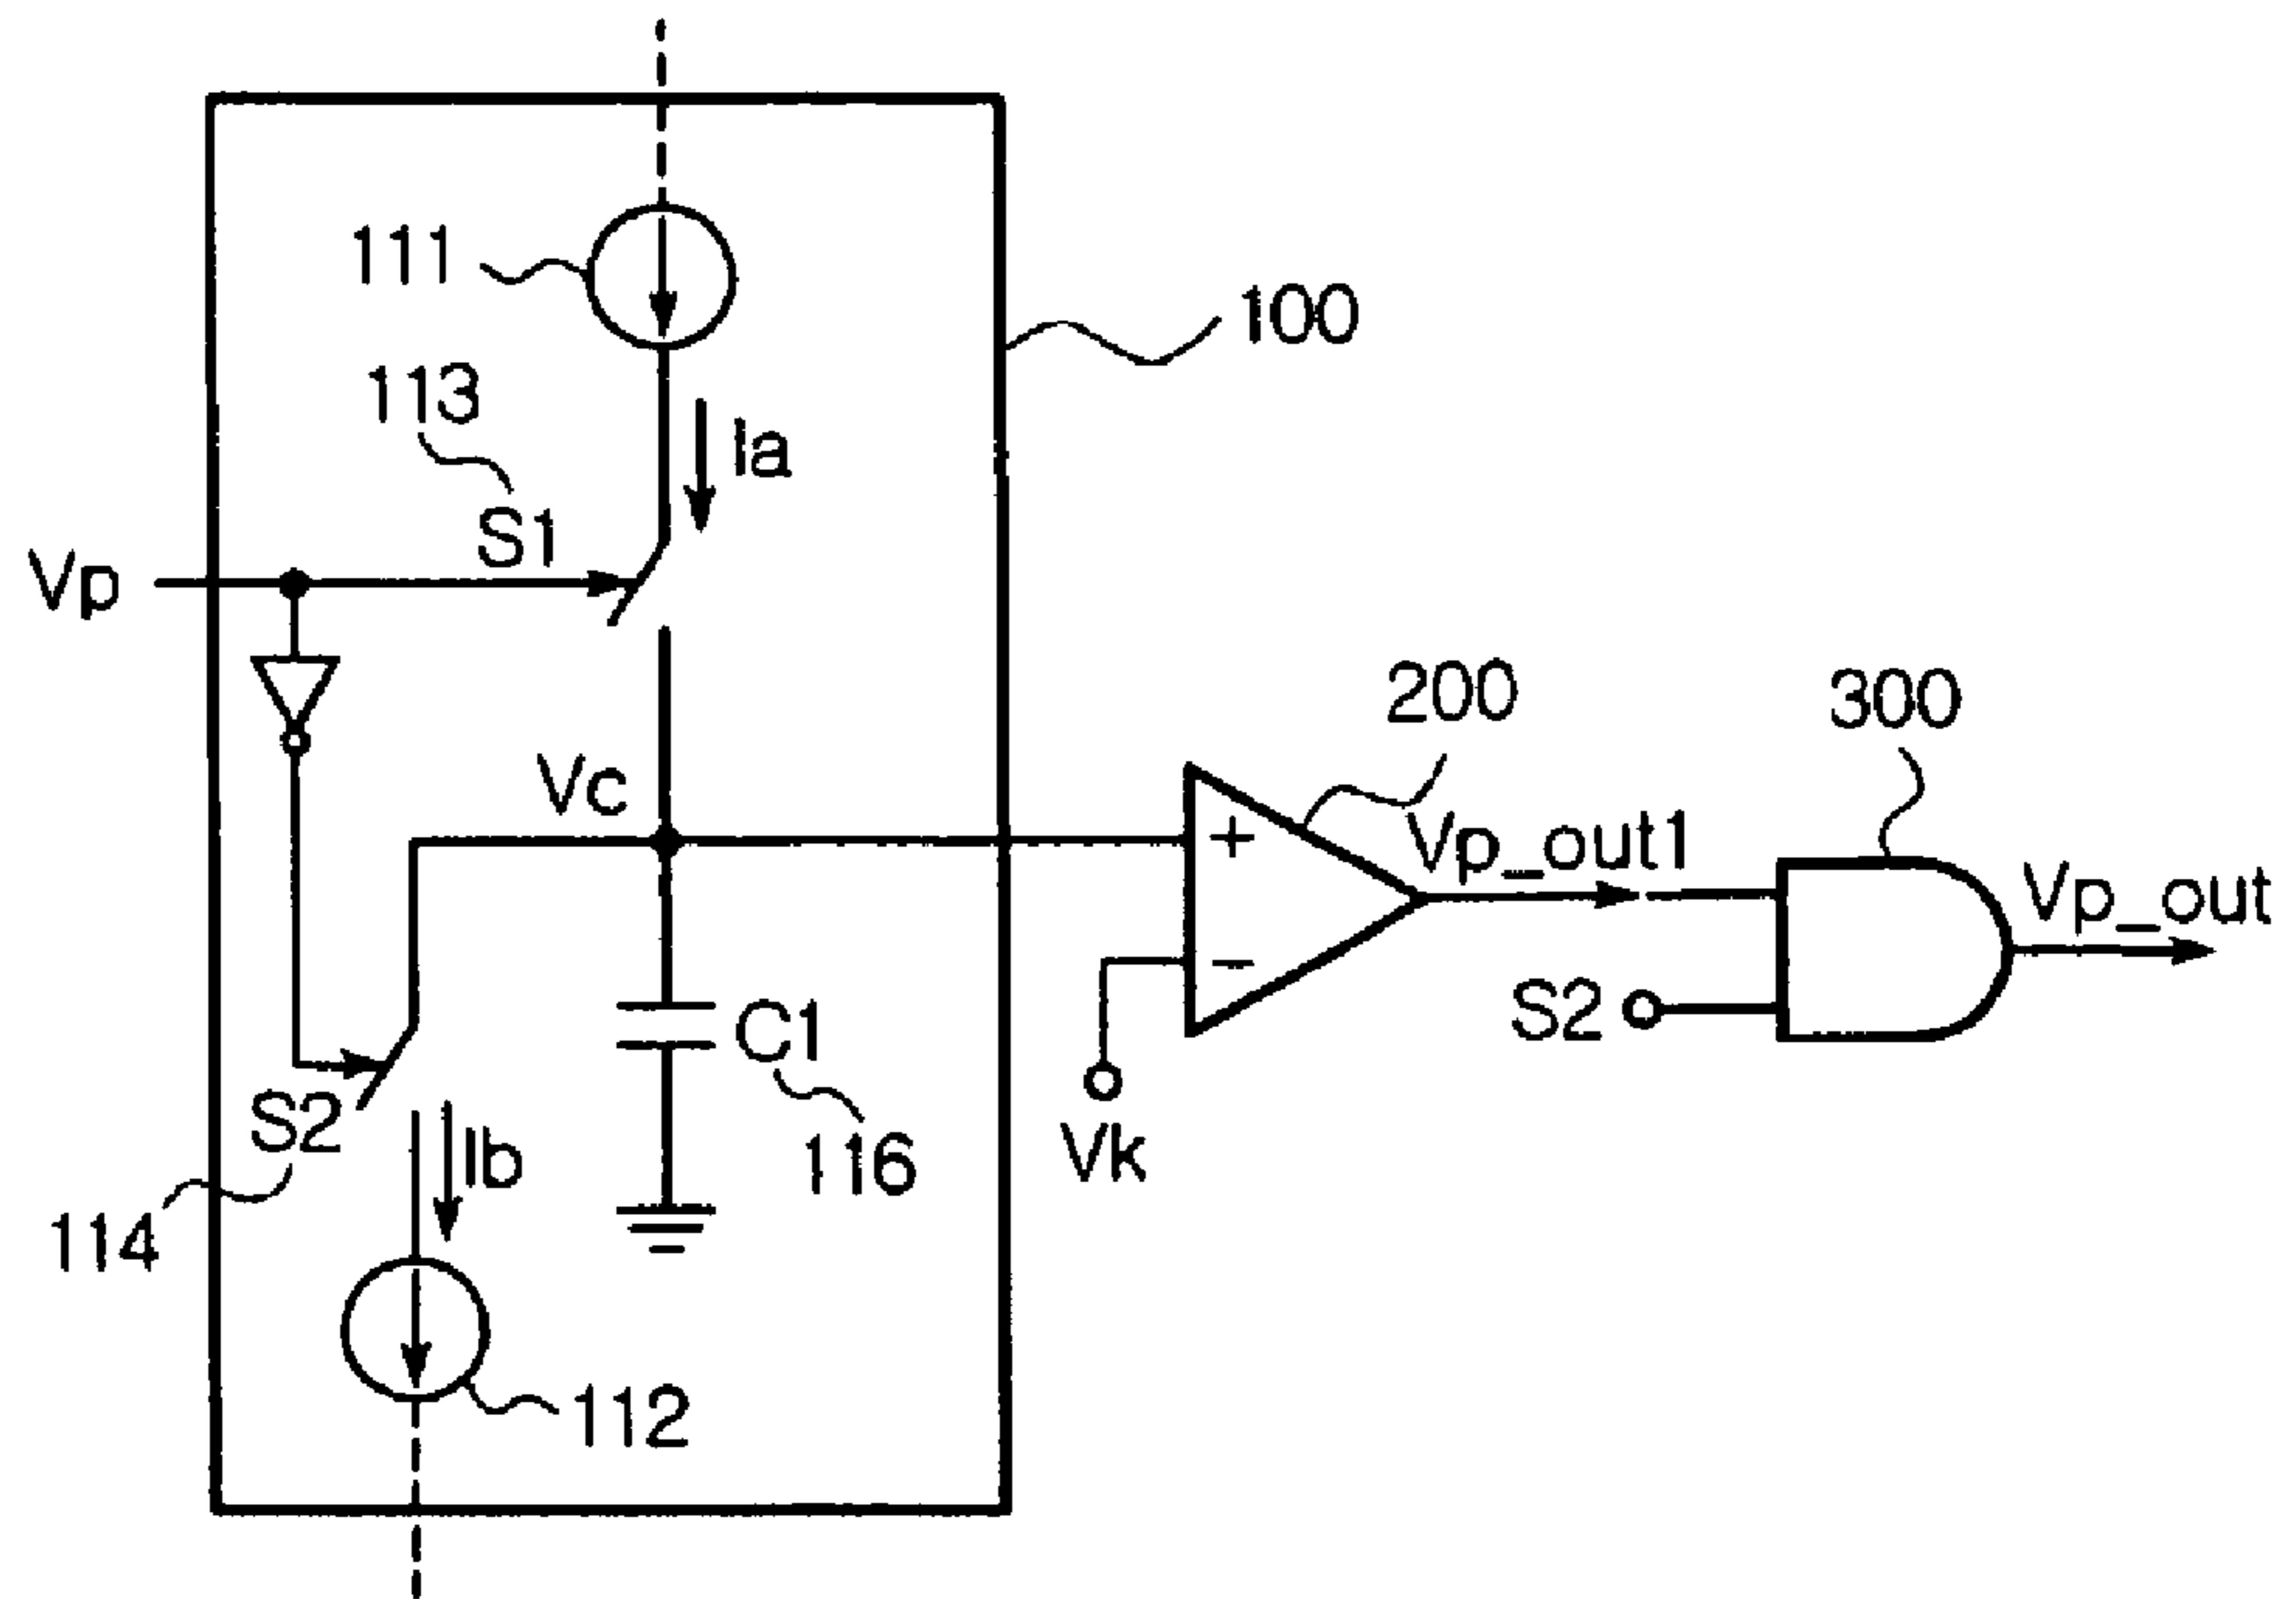 111
100
113
Ia
S1
Vp
200
300
Vc
Vp_out1
+
Vp_out
−
C1
S2
S2
Ib
116
Vk
114
112